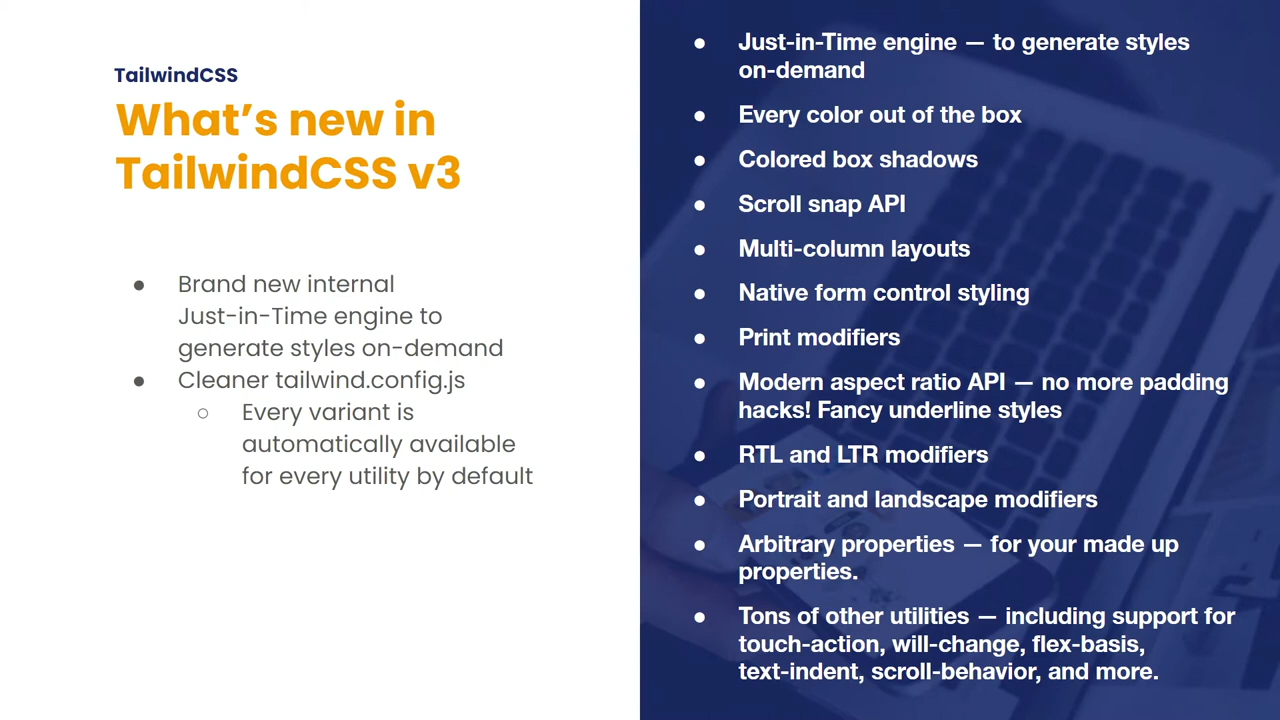 TailwindCSS
What's new in
TailwindCSS v3
● Brand new internal
Just-in-Time engine to
generate styles on-demand
● Cleaner tailwind.config.js
○ Every variant is
automatically available
for every utility by default
● Just-in-Time engine — to generate styles
on-demand
● Every color out of the box
● Colored box shadows
● Scroll snap API
● Multi-column layouts
● Native form control styling
● Print modifiers
● Modern aspect ratio API — no more padding
hacks! Fancy underline styles
● RTL and LTR modifiers
● Portrait and landscape modifiers
● Arbitrary properties — for your made up
properties.
● Tons of other utilities — including support for
touch-action, will-change, flex-basis,
text-indent, scroll-behavior, and more.